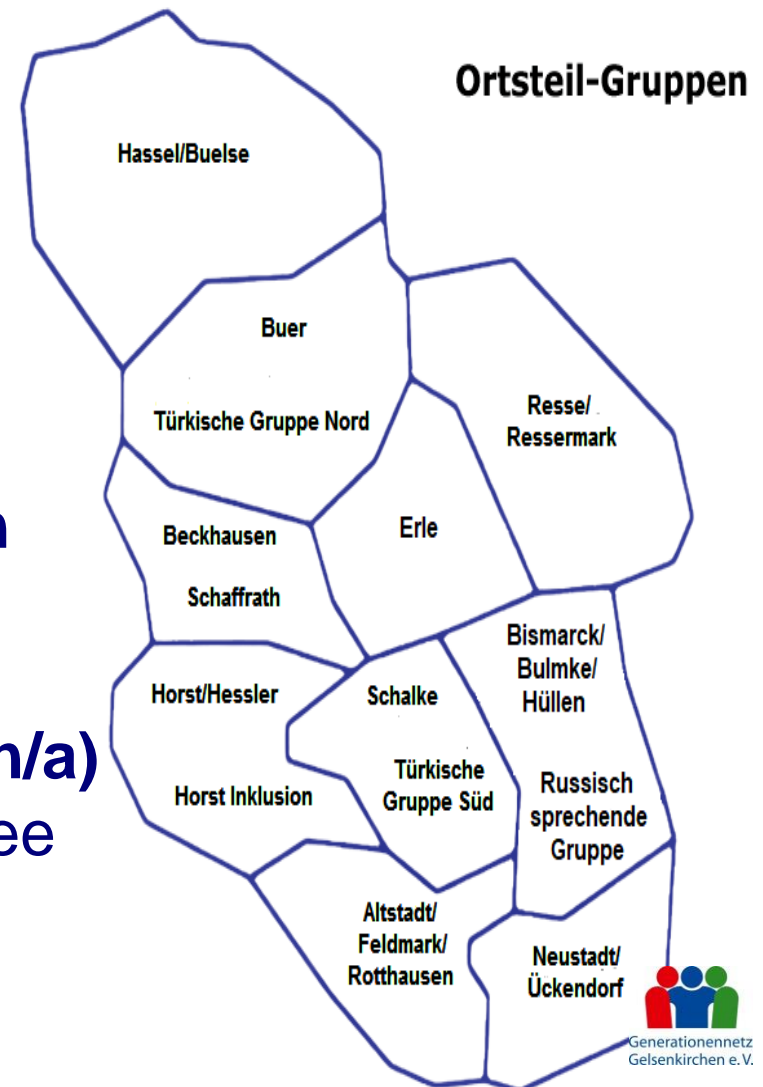 Ortsteil-Gruppen
Hassel/Buelse
Buer
Türkische Gruppe Nord
Resse/
Ressermark
Erle
Beckhausen
Schaffrath
n
Bismarck/
Bulmke/
Hüllen
Horst/Hessler
Schalke
n/a)
Türkische
Gruppe Süd
Horst Inklusion
Russisch
sprechende
Gruppe
ee
Altstadt/
Feldmark/
Rotthausen
Neustadt/
Ückendorf
Generationennetz
Gelsenkirchen e.V.